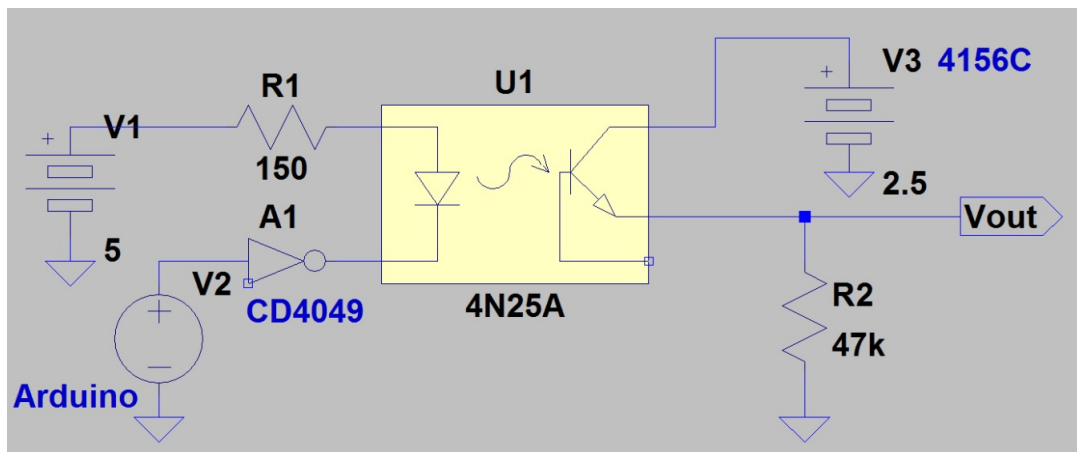 V1
+
5
R1
150
A1
V2
CD4049
+
Arduino
U1
4N25A
V3 4156C
+
2.5
Vout
R2
47k